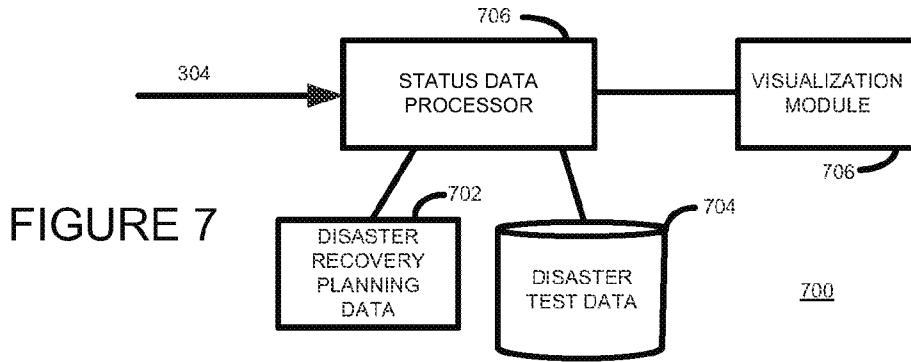 706
304
STATUS DATA
PROCESSOR
VISUALIZATION
MODULE
706
702
704
FIGURE 7
DISASTER
RECOVERY
PLANNING
DATA
DISASTER
TEST DATA
700